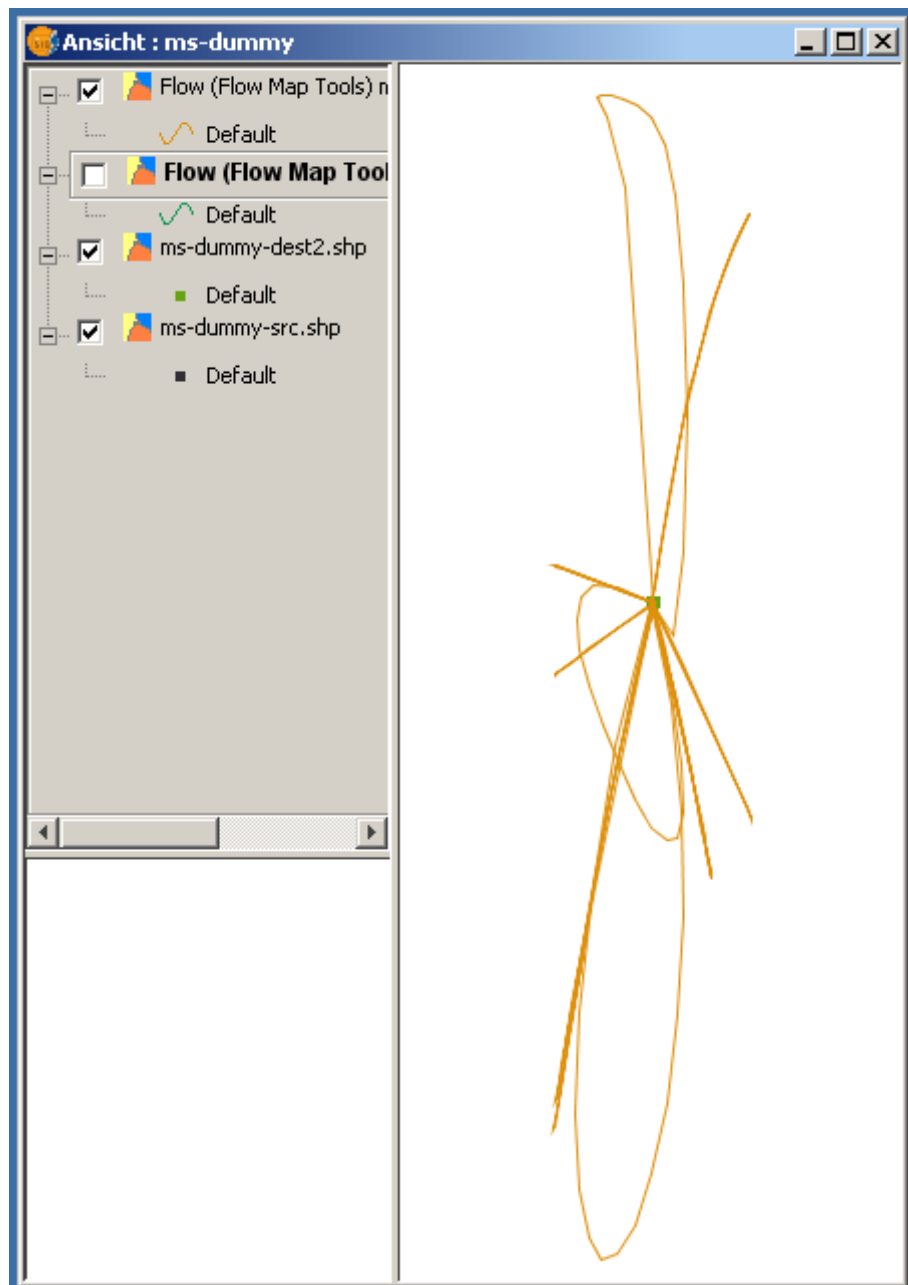 Ansicht : ms-dummy
Flow (Flow Map Tools) n
Default
Flow (Flow Map Tool
Default
ms-dummy-dest2.shp
Default
ms-dummy-src.shp
Default